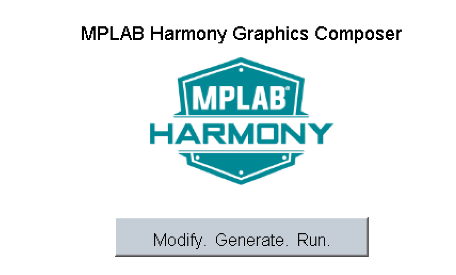 MPLAB Harmony Graphics Composer
MPLAB®
HARMONY
Modify. Generate. Run.